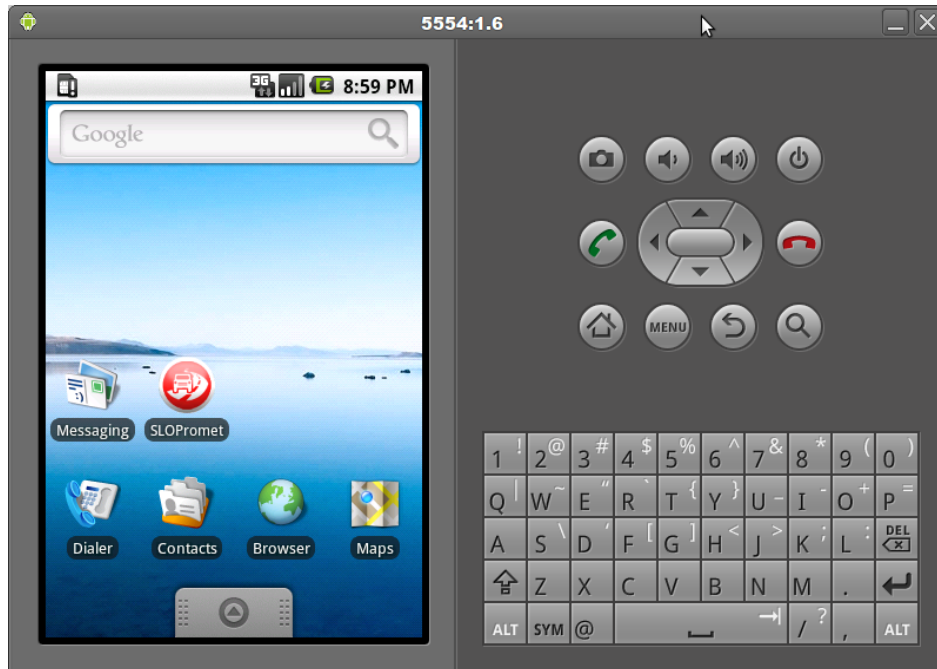 5554:1.6
3G 8:59 PM
Google
Messaging SLOPromet
Dialer Contacts Browser Maps
MENU
1 ! 2 @ 3 # 4 $ 5 % 6 ^ 7 & 8 * 9 ( 0 )
Q | W ~ E " R ` T { Y } U _ I - O + P =
A S \ D ' F [ G ] H < J > K ; L : DEL
Z X C V B N M .
ALT SYM @ / ? , ALT